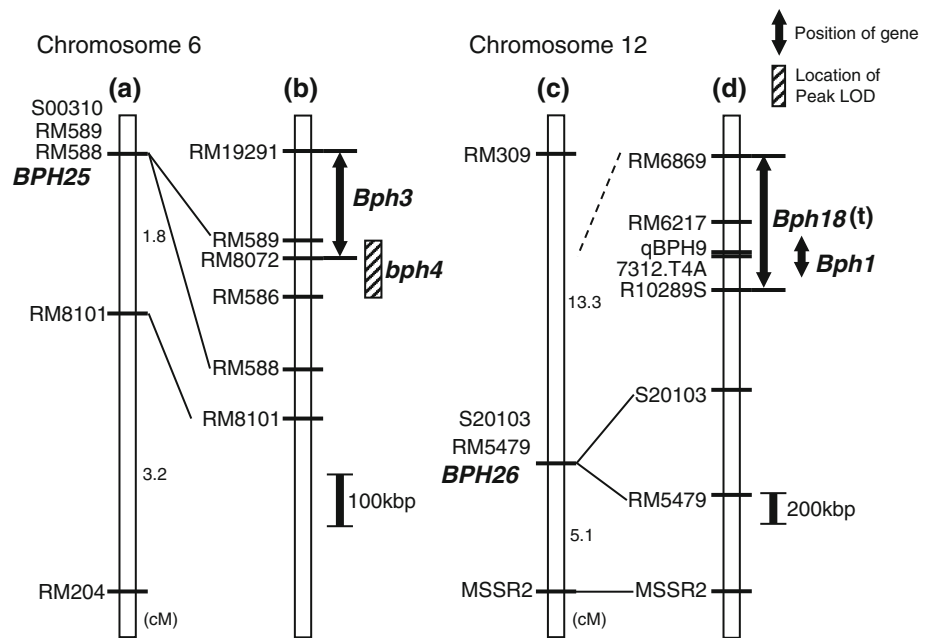 Chromosome 6
Chromosome 12
Position of gene
Location of
Peak LOD
(a)
S00310
RM589
RM588
BPH25
1.8
RM8101
3.2
RM204
(cM)
(b)
RM19291
Bph3
RM589
RM8072
bph4
RM586
RM588
RM8101
100kbp
(c)
RM309
13.3
S20103
RM5479
BPH26
5.1
MSSR2
(cM)
(d)
RM6869
RM6217
Bph18(t)
qBPH9
7312.T4A
Bph1
R10289S
S20103
RM5479
200kbp
MSSR2